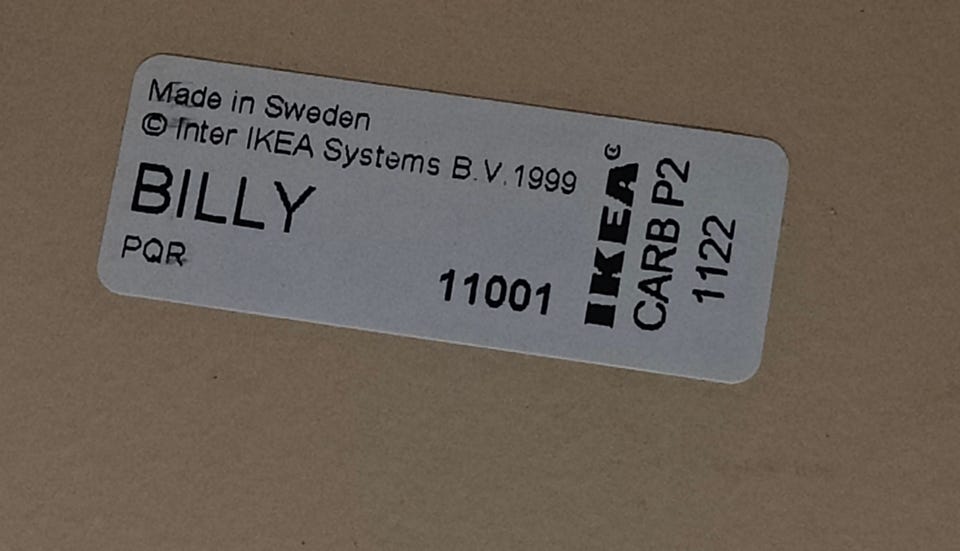 Made in Sweden
© Inter IKEA Systems B.V.1999
BILLY
PQR
11001
IKEA
CARB P2
1122